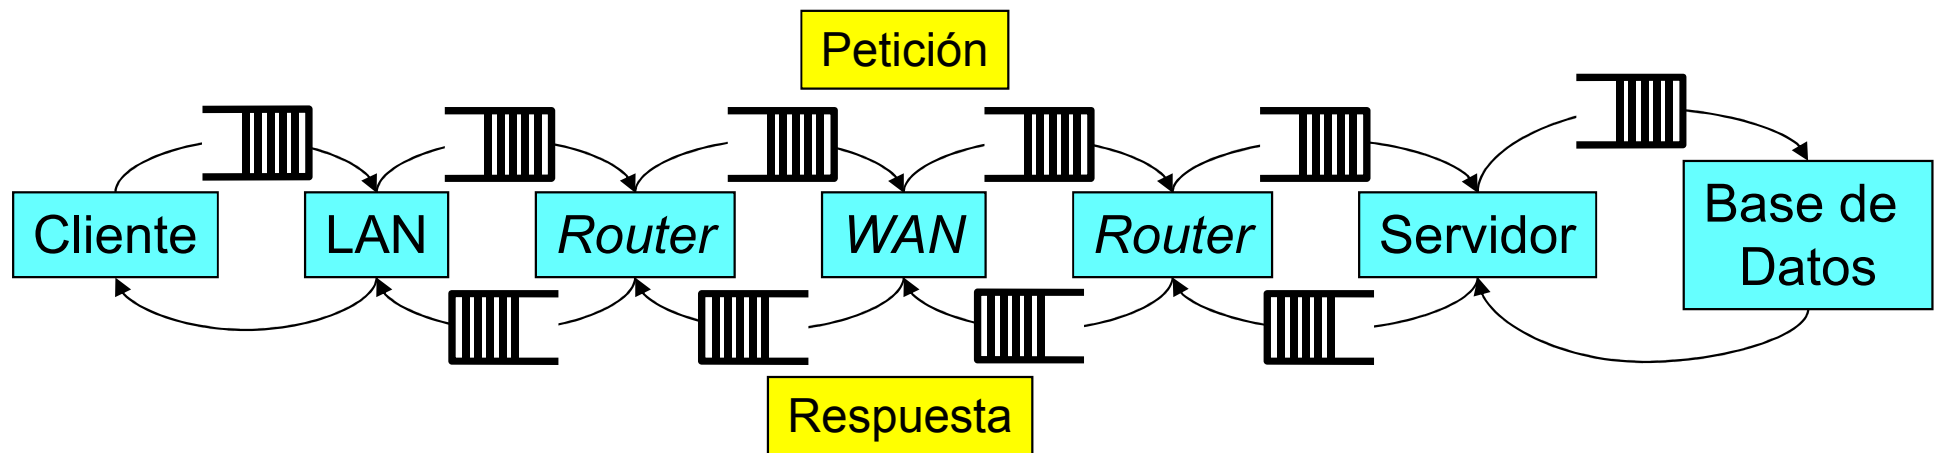 Petición
Cliente
LAN
Router
WAN
Router
Servidor
Base de
Datos
Respuesta